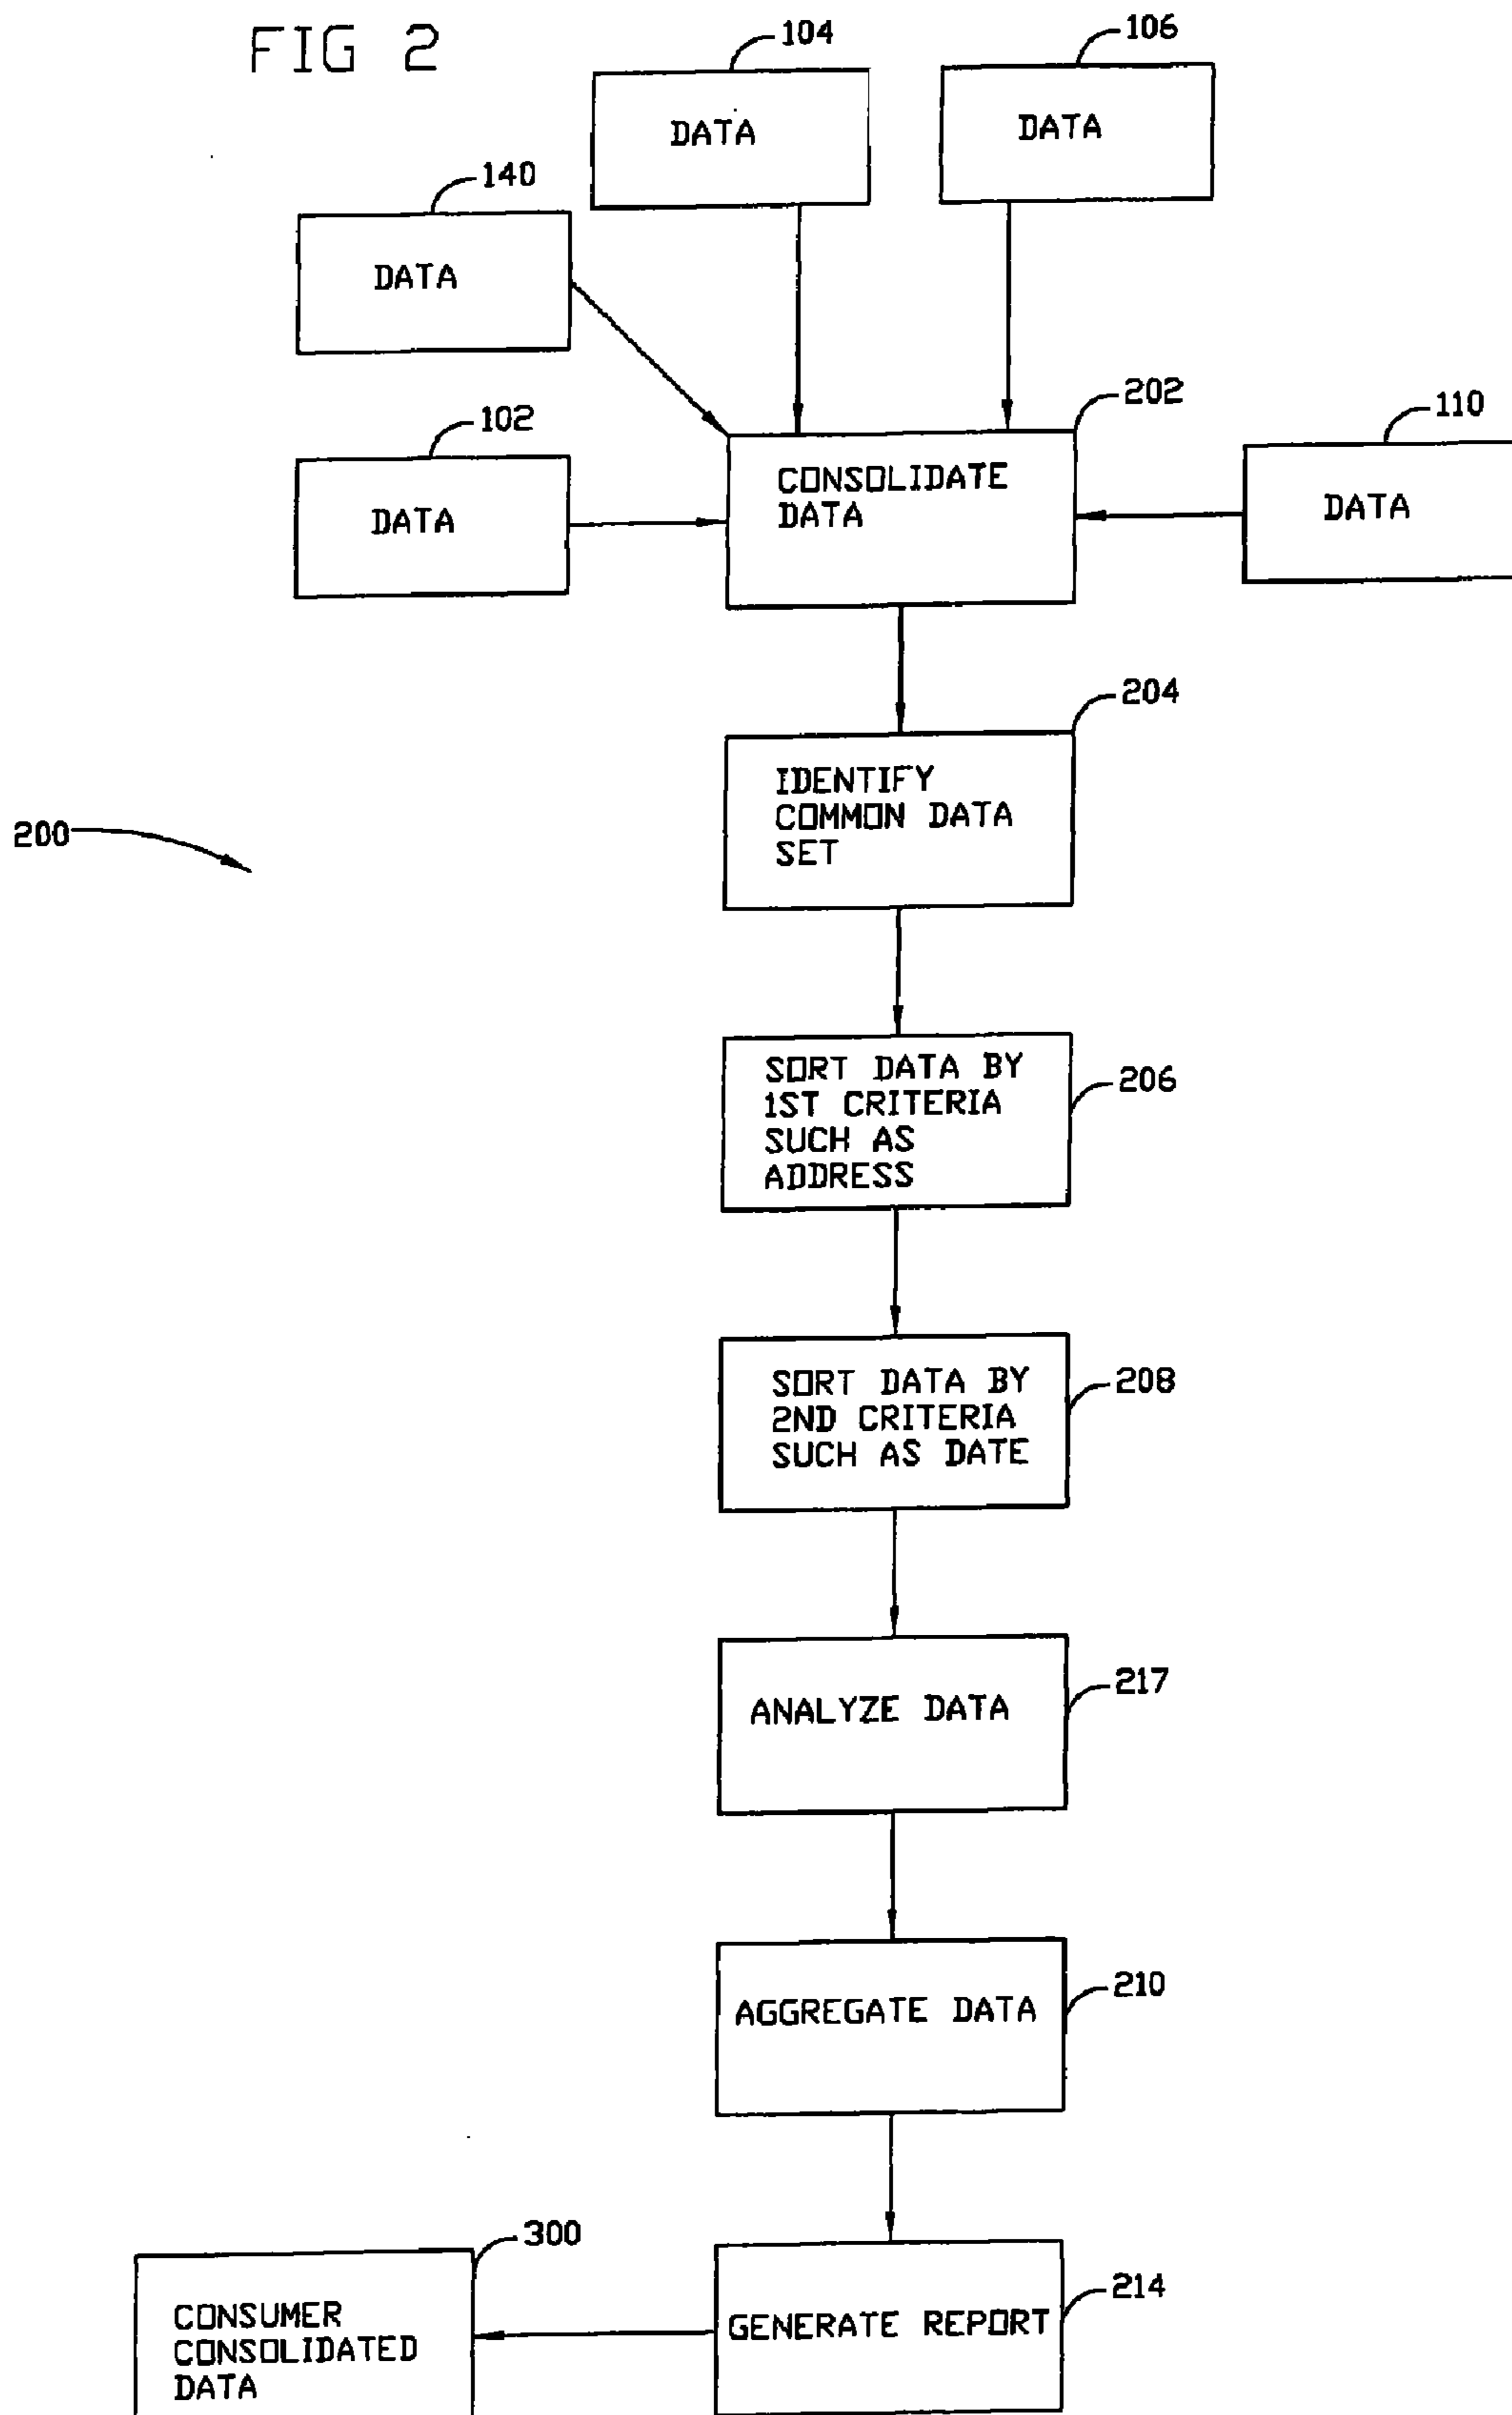 FIG 2
104
106
DATA
DATA
140
DATA
202
110
102
CONSOLIDATE
DATA
DATA
DATA
204
IDENTIFY
COMMON DATA
SET
200
SORT DATA BY
1ST CRITERIA
SUCH AS
ADDRESS
206
SORT DATA BY
2ND CRITERIA
SUCH AS DATE
208
217
ANALYZE DATA
210
AGGREGATE DATA
300
214
CONSUMER
CONSOLIDATED
DATA
GENERATE REPORT